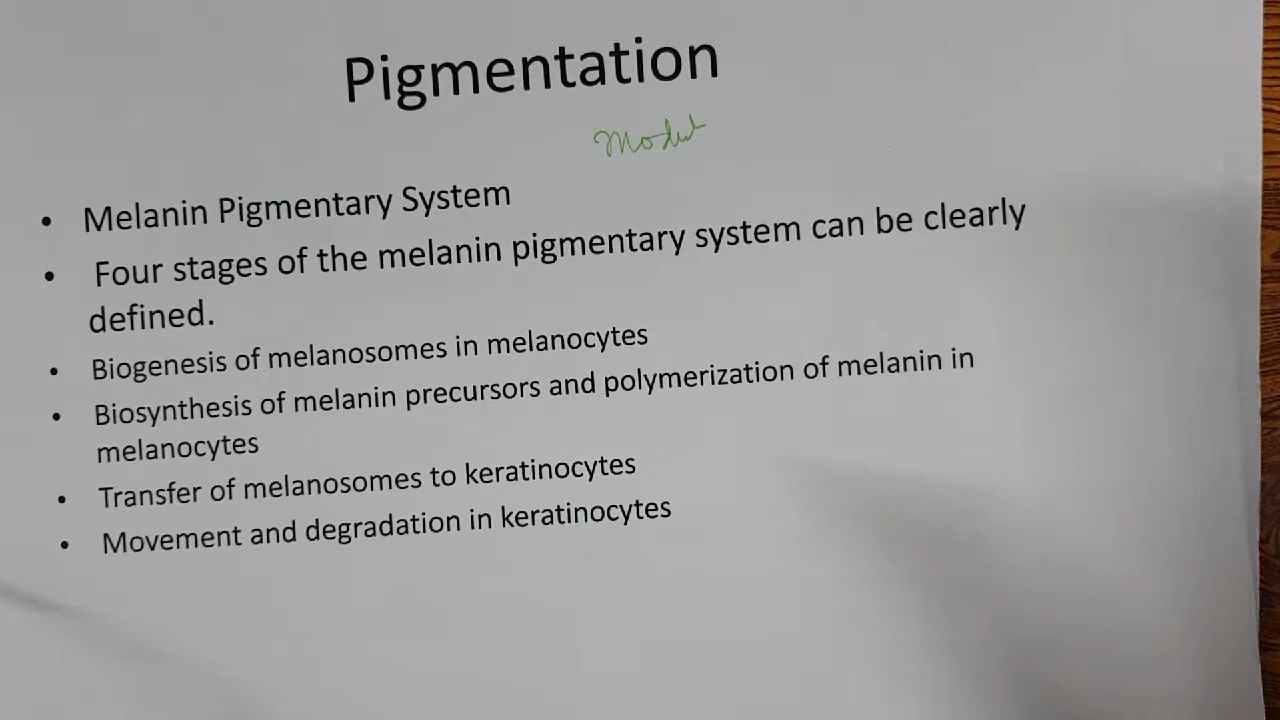 Pigmentation
• Melanin Pigmentary System
• Four stages of the melanin pigmentary system can be clearly
defined.
• Biogenesis of melanosomes in melanocytes
• Biosynthesis of melanin precursors and polymerization of melanin in
melanocytes
• Transfer of melanosomes to keratinocytes
• Movement and degradation in keratinocytes